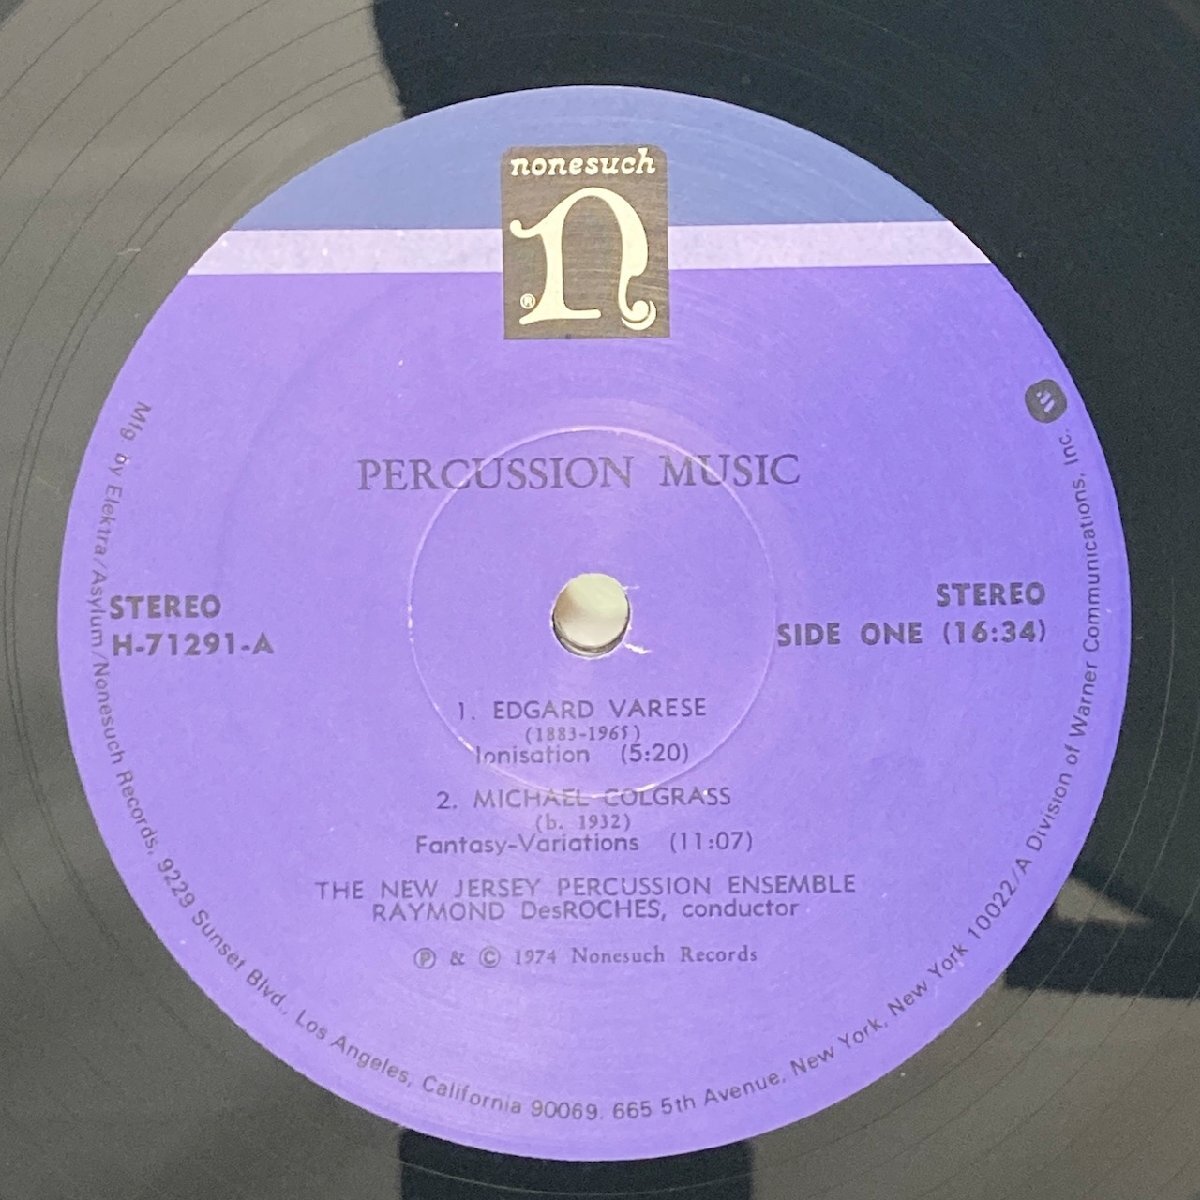 nonesuch
n
®
PERCUSSION MUSIC
STEREO
H-71291-A
STEREO
SIDE ONE (16:34)
1. EDGARD VARESE
(1883-1965)
Ionisation (5:20)
2. MICHAEL COLGRASS
(b. 1932)
Fantasy-Variations (11:07)
THE NEW JERSEY PERCUSSION ENSEMBLE
RAYMOND DesROCHES, conductor
℗ & © 1974 Nonesuch Records
Mfg by Elektra/Asylum/Nonesuch Records, 9229 Sunset Blvd., Los Angeles, California 90069. 665 5th Avenue, New York, New York 10022/A Division of Warner Communications, Inc.